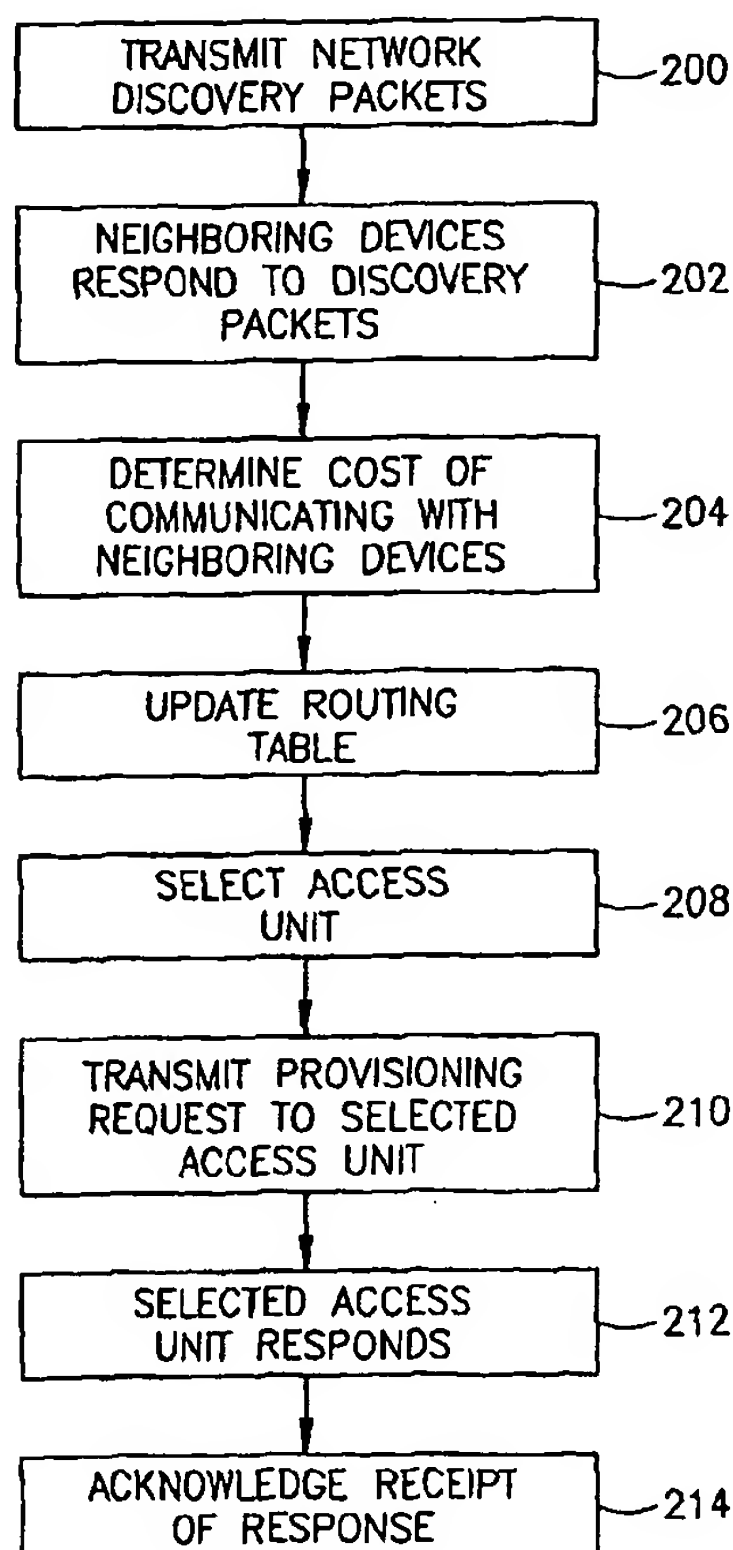 TRANSMIT NETWORK
DISCOVERY PACKETS
200
NEIGHBORING DEVICES
RESPOND TO DISCOVERY
PACKETS
202
DETERMINE COST OF
COMMUNICATING WITH
NEIGHBORING DEVICES
204
UPDATE ROUTING
TABLE
206
SELECT ACCESS
UNIT
208
TRANSMIT PROVISIONING
REQUEST TO SELECTED
ACCESS UNIT
210
SELECTED ACCESS
UNIT RESPONDS
212
ACKNOWLEDGE RECEIPT
OF RESPONSE
214